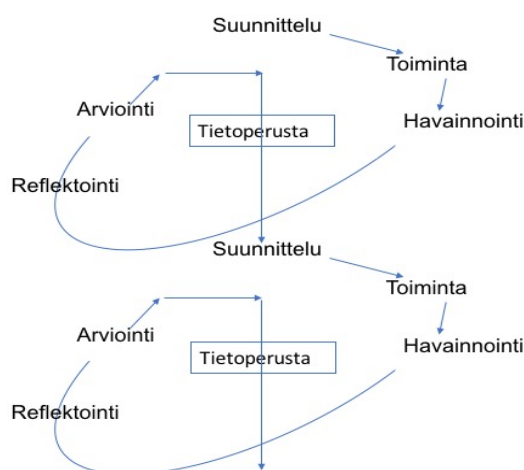 Suunnittelu
Toiminta
Arviointi
Havainnointi
Tietoperusta
Reflektointi
Suunnittelu
Toiminta
Arviointi
Havainnointi
Tietoperusta
Reflektointi